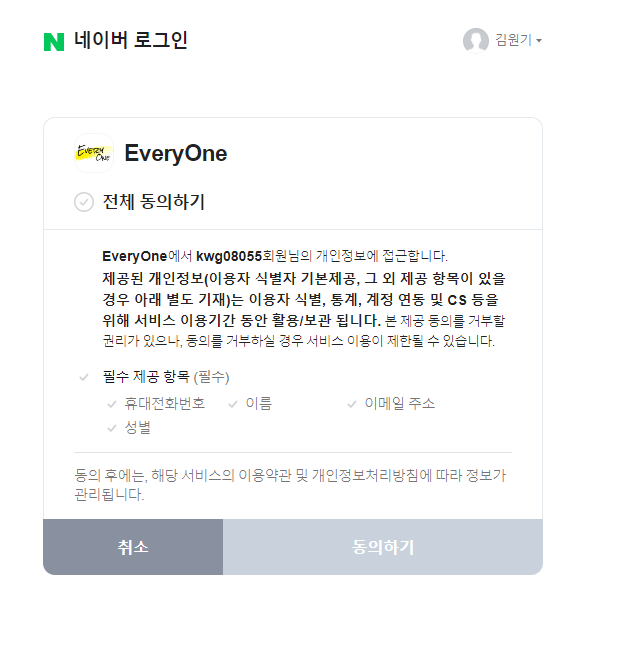 네이버 로그인
김원기
EVERY
ONE
EveryOne
전체 동의하기
EveryOne에서 kwg08055회원님의 개인정보에 접근합니다.
제공된 개인정보(이용자 식별자 기본제공, 그 외 제공 항목이 있을
경우 아래 별도 기재)는 이용자 식별, 통계, 계정 연동 및 CS 등을
위해 서비스 이용기간 동안 활용/보관 됩니다. 본 제공 동의를 거부할
권리가 있으나, 동의를 거부하실 경우 서비스 이용이 제한될 수 있습니다.
필수 제공 항목 (필수)
휴대전화번호 이름 이메일 주소
성별
동의 후에는, 해당 서비스의 이용약관 및 개인정보처리방침에 따라 정보가
관리됩니다.
취소 동의하기